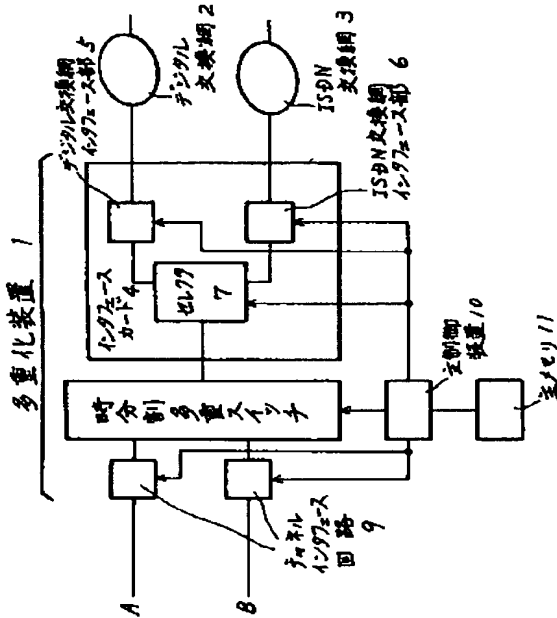 多重化装置 1
デジタル交換網
インタフェース部 5
デジタル
交換網 2
ISDN
交換網 3
ISDN交換網
インタフェース部 6
インタフェース
カード 4
セレクタ
7
時分割多重スイッチ
チャネル
インタフェース
回路
9
主制御
装置 10
主メモリ 11
A
B